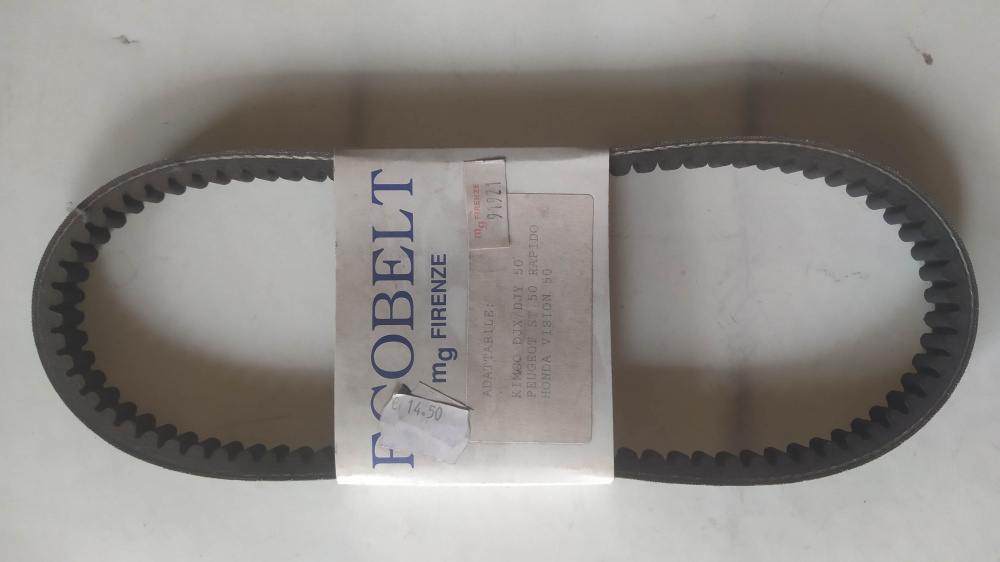 ECOBELT
mg FIRENZE
€ 14.50
mg FIRENZE
91921
ADATTABILE:
KIMCO DJX/DJY 50
PEUGEOT ST 50 RAPIDO
HONDA VISION 50